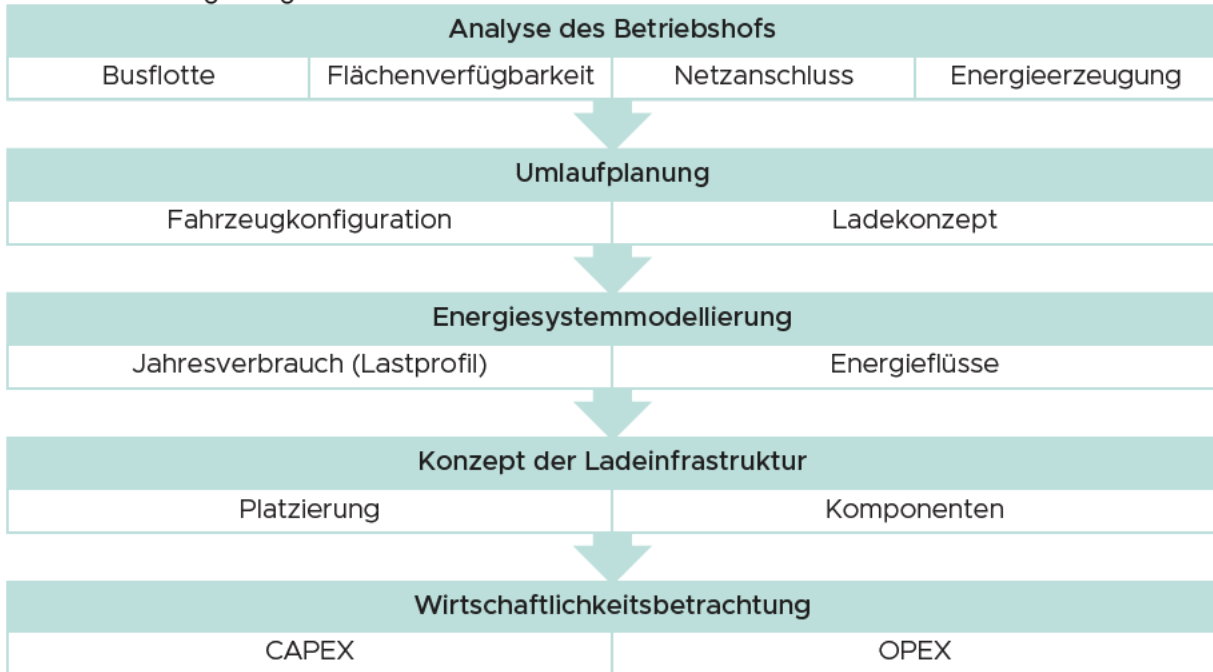 Analyse des Betriebshofs
Busflotte Flächenverfügbarkeit Netzanschluss Energieerzeugung
Umlaufplanung
Fahrzeugkonfiguration Ladekonzept
Energiesystemmodellierung
Jahresverbrauch (Lastprofil) Energieflüsse
Konzept der Ladeinfrastruktur
Platzierung Komponenten
Wirtschaftlichkeitsbetrachtung
CAPEX OPEX